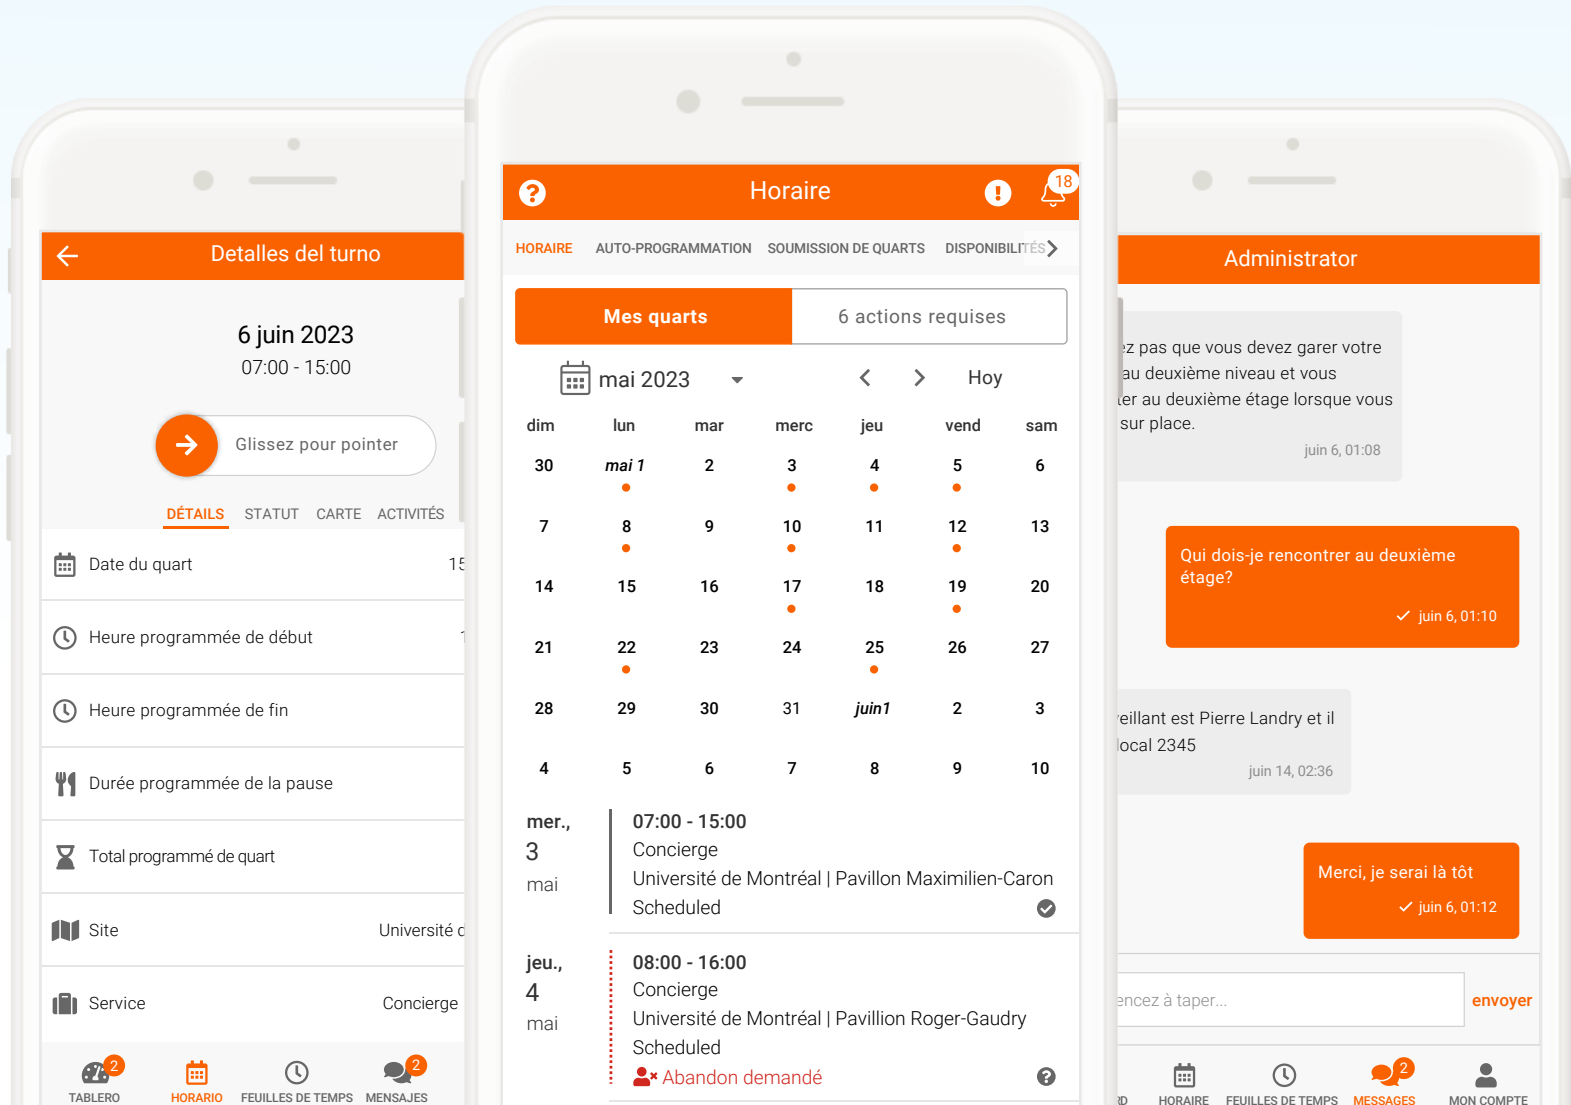 Detalles del turno
6 juin 2023
07:00 - 15:00
Glissez pour pointer
DÉTAILS STATUT CARTE ACTIVITÉS
Date du quart 15
Heure programmée de début 1
Heure programmée de fin
Durée programmée de la pause
Total programmé de quart
Site Université
Service Concierge
2 2
TABLERO HORARIO FEUILLES DE TEMPS MENSAJES
Horaire 18
HORAIRE AUTO-PROGRAMMATION SOUMISSION DE QUARTS DISPONIBILITÉS
Mes quarts 6 actions requises
mai 2023 Hoy
dim lun mar merc jeu vend sam
30 mai 1 2 3 4 5 6
7 8 9 10 11 12 13
14 15 16 17 18 19 20
21 22 23 24 25 26 27
28 29 30 31 juin1 2 3
4 5 6 7 8 9 10
mer., 3 mai
07:00 - 15:00
Concierge
Université de Montréal | Pavillon Maximilien-Caron
Scheduled
jeu., 4 mai
08:00 - 16:00
Concierge
Université de Montréal | Pavillion Roger-Gaudry
Scheduled
Abandon demandé
Administrator
ez pas que vous devez garer votre
au deuxième niveau et vous
ter au deuxième étage lorsque vous
sur place.
juin 6, 01:08
Qui dois-je rencontrer au deuxième
étage?
juin 6, 01:10
veillant est Pierre Landry et il
local 2345
juin 14, 02:36
Merci, je serai là tôt
juin 6, 01:12
encez à taper... envoyer
2
RD HORAIRE FEUILLES DE TEMPS MESSAGES MON COMPTE